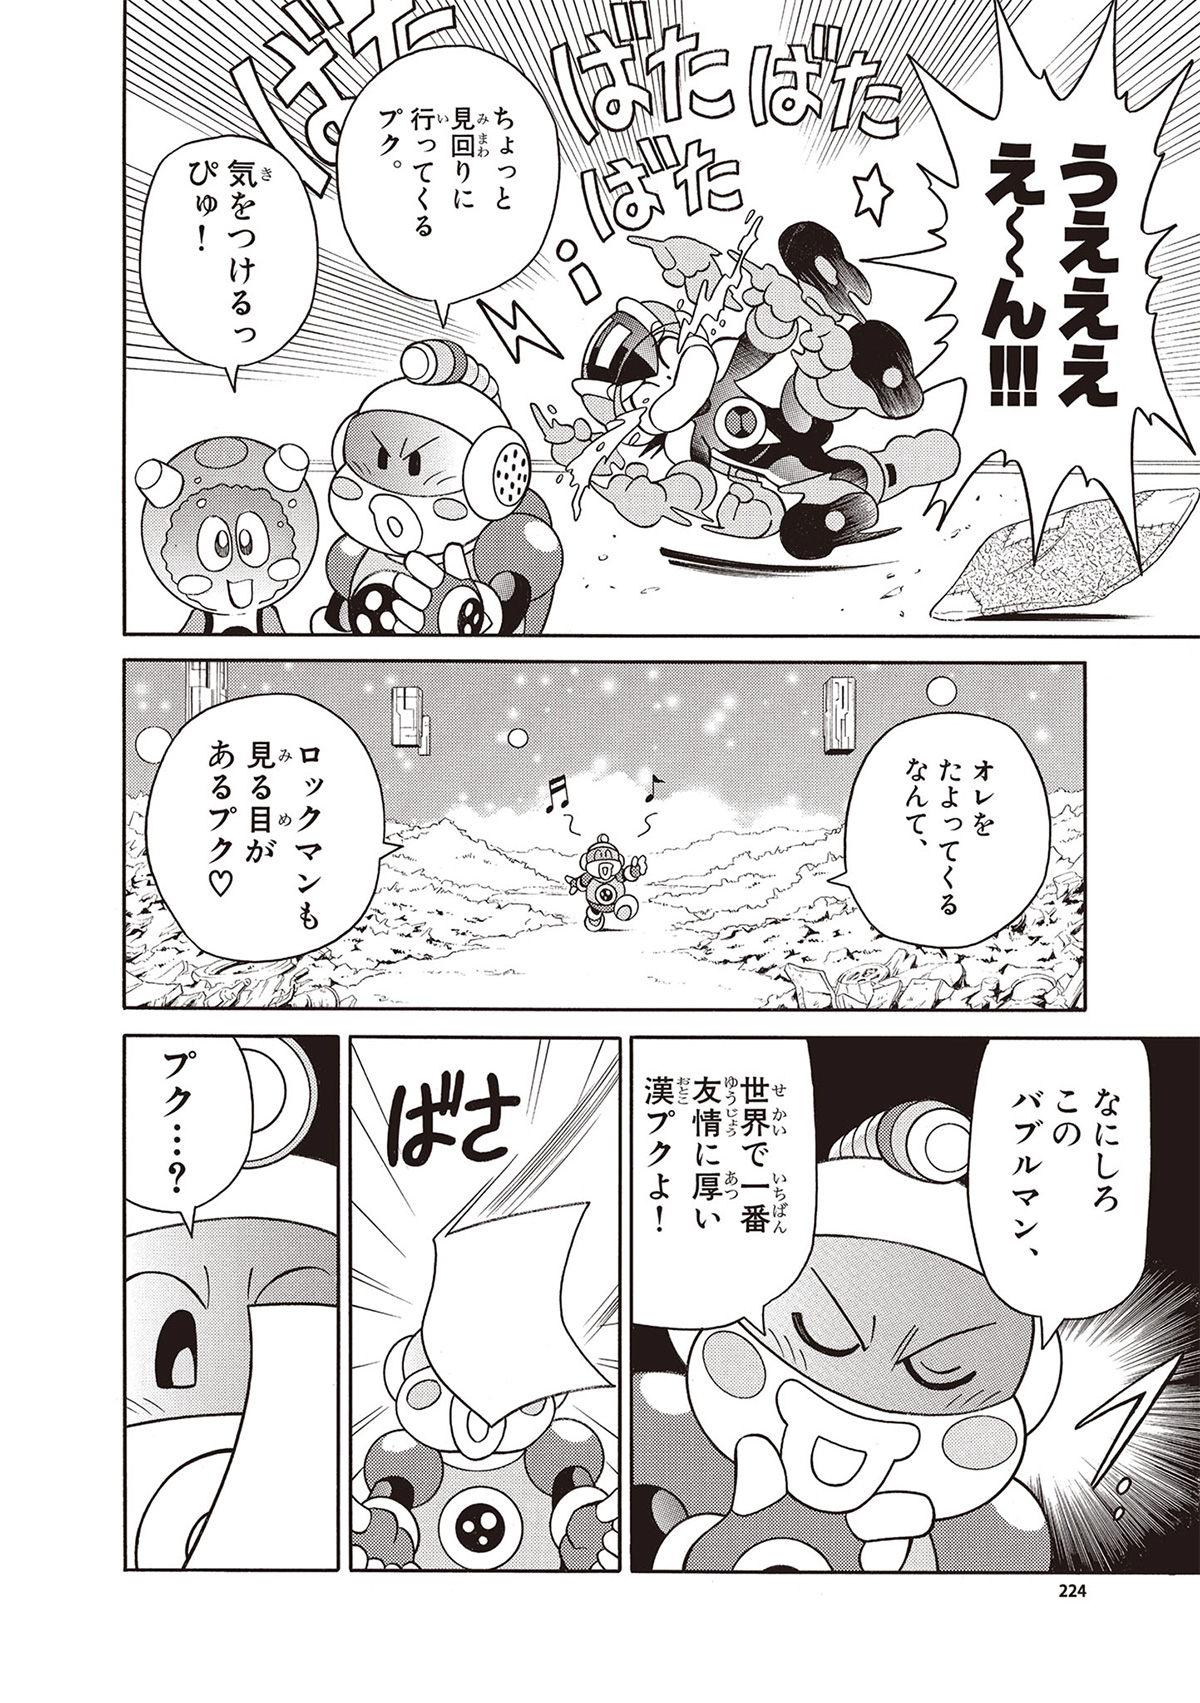 うええええ
え〜ん!!!
ばたばた
ばた
ばた
ちょっと
見回りに
行ってくる
プク。
気をつけるっ
ぴゅ！
オレを
たよってくる
なんて、
ロックマンも
見る目が
あるプク♡
なにしろ
この
バブルマン、
世界で一番
友情に厚い
漢プクよ！
ばさ
プク…？
224